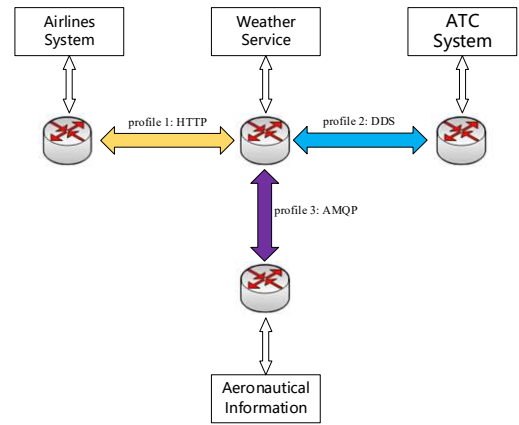 Airlines
System
Weather
Service
ATC
System
profile 1: HTTP
profile 2: DDS
profile 3: AMQP
Aeronautical
Information